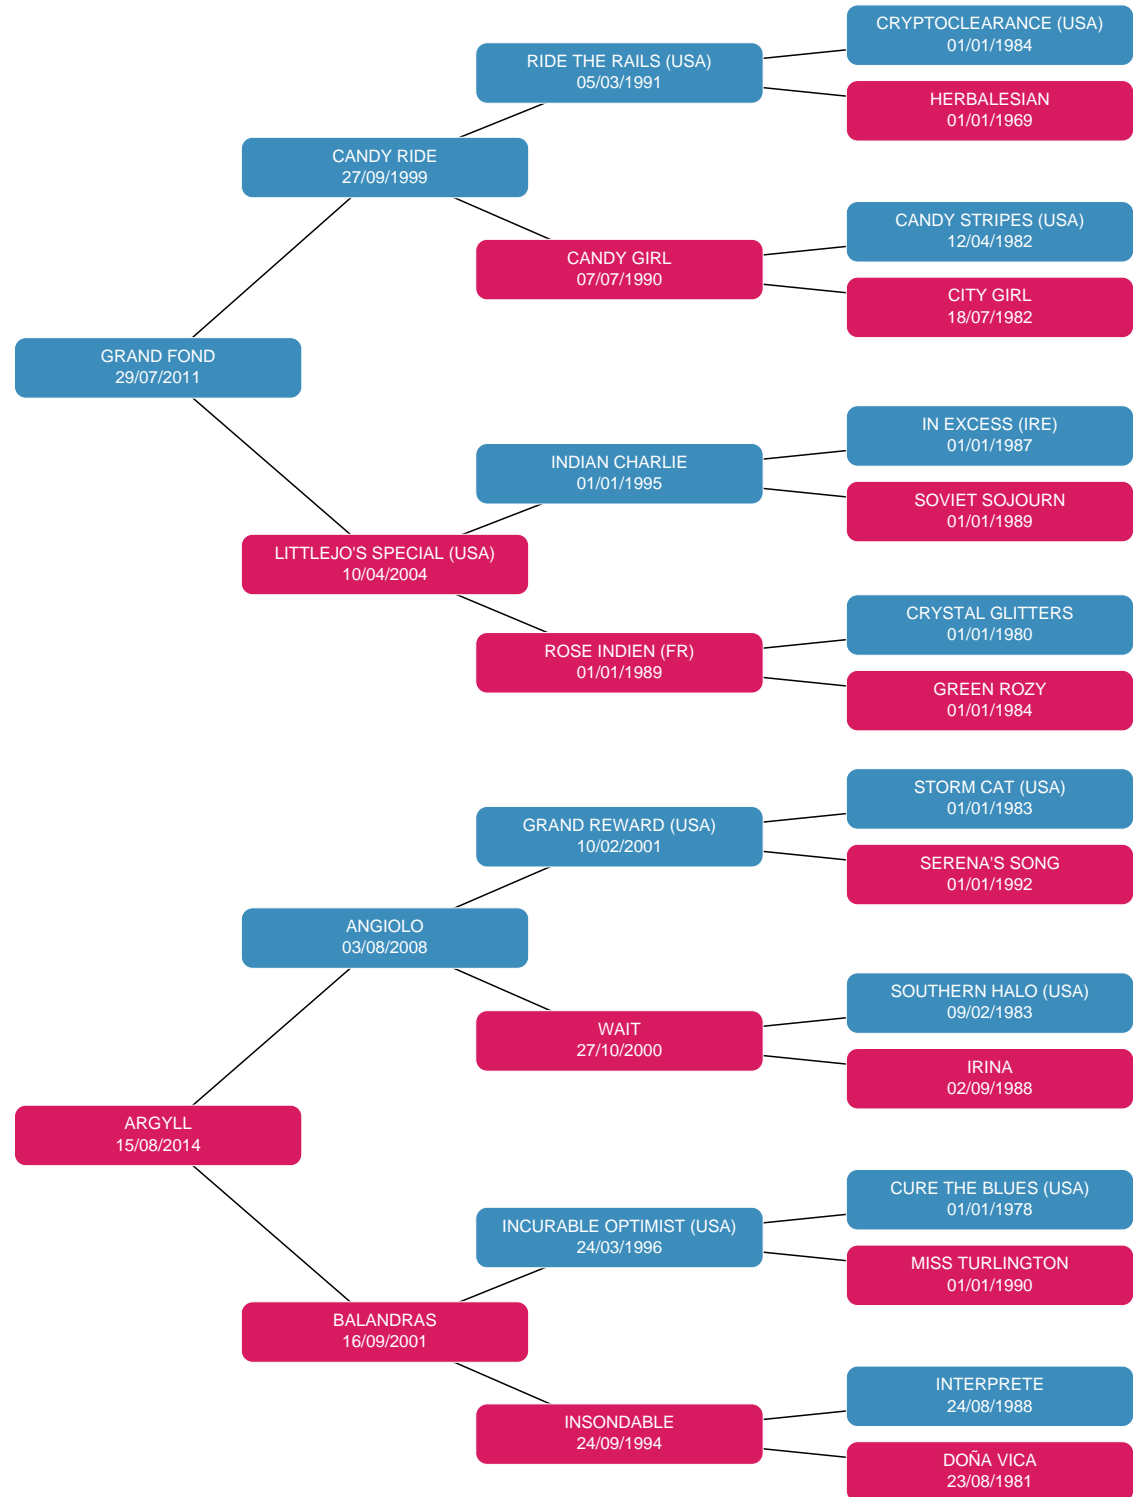 CRYPTOCLEARANCE (USA)
01/01/1984
RIDE THE RAILS (USA)
05/03/1991
HERBALESIAN
01/01/1969
CANDY RIDE
27/09/1999
CANDY STRIPES (USA)
12/04/1982
CANDY GIRL
07/07/1990
CITY GIRL
18/07/1982
GRAND FOND
29/07/2011
IN EXCESS (IRE)
01/01/1987
INDIAN CHARLIE
01/01/1995
SOVIET SOJOURN
01/01/1989
LITTLEJO'S SPECIAL (USA)
10/04/2004
CRYSTAL GLITTERS
01/01/1980
ROSE INDIEN (FR)
01/01/1989
GREEN ROZY
01/01/1984
STORM CAT (USA)
01/01/1983
GRAND REWARD (USA)
10/02/2001
SERENA'S SONG
01/01/1992
ANGIOLO
03/08/2008
SOUTHERN HALO (USA)
09/02/1983
WAIT
27/10/2000
IRINA
02/09/1988
ARGYLL
15/08/2014
CURE THE BLUES (USA)
01/01/1978
INCURABLE OPTIMIST (USA)
24/03/1996
MISS TURLINGTON
01/01/1990
BALANDRAS
16/09/2001
INTERPRETE
24/08/1988
INSONDABLE
24/09/1994
DOÑA VICA
23/08/1981